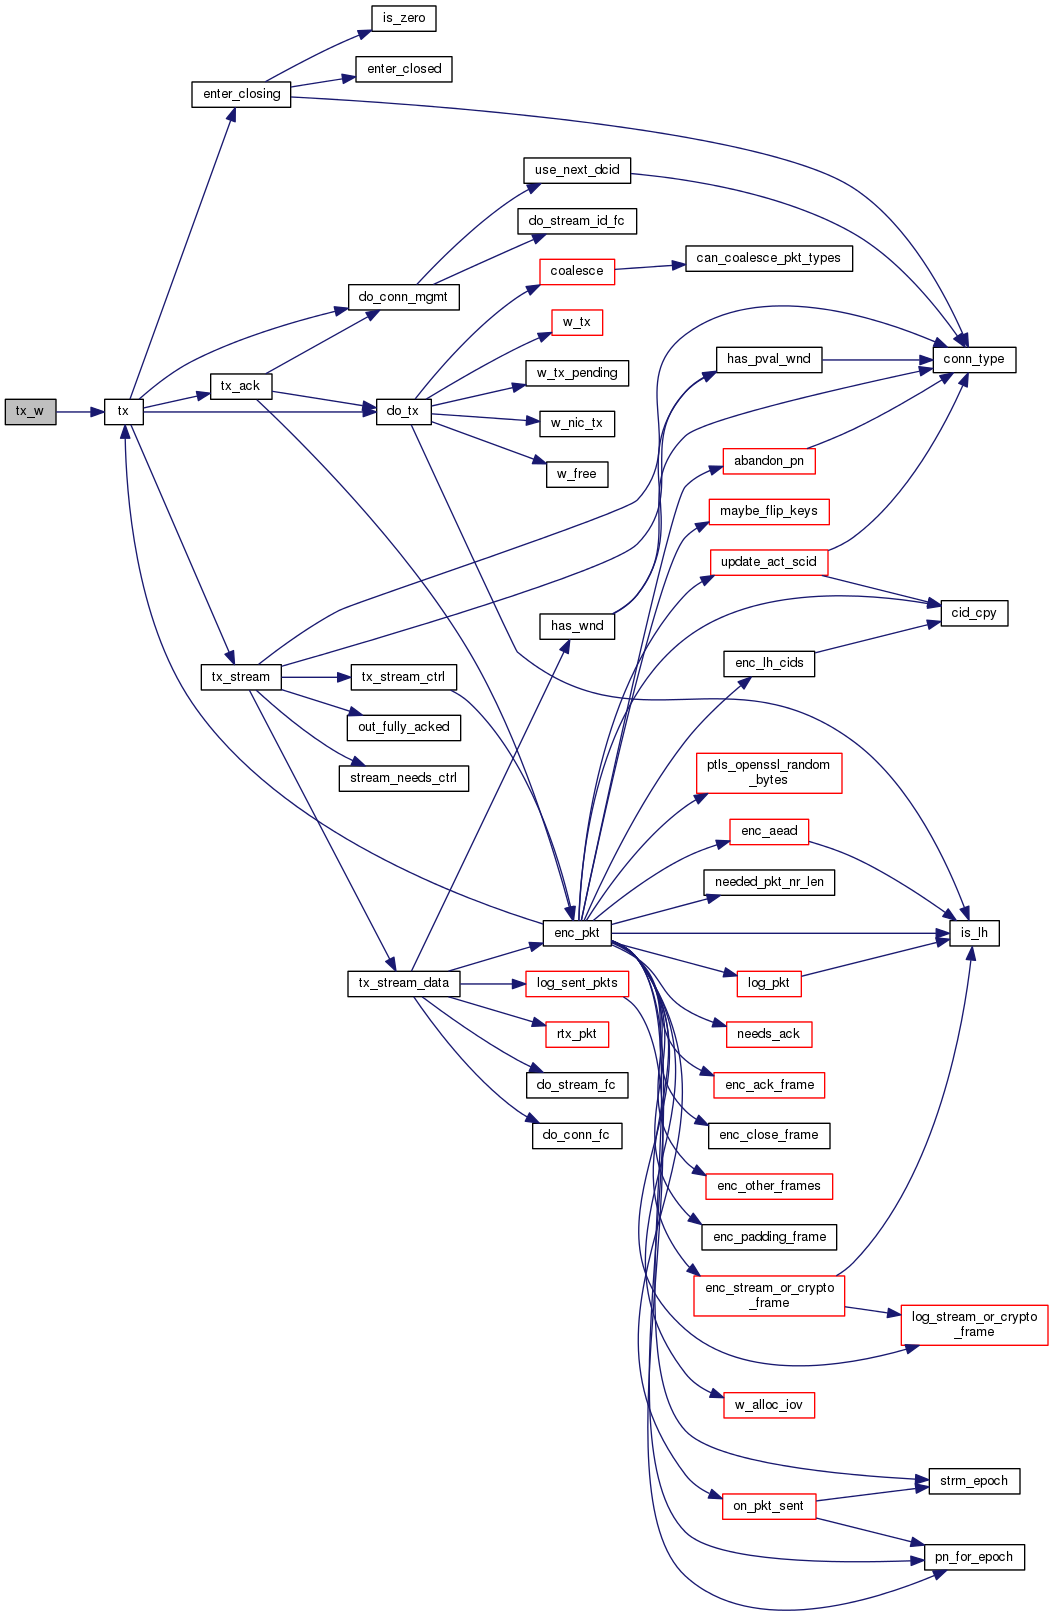 is_zero
enter_closed
enter_closing
use_next_dcid
do_stream_id_fc
can_coalesce_pkt_types
coalesce
do_conn_mgmt
w_tx
has_pval_wnd
conn_type
w_tx_pending
tx_ack
tx_w
tx
do_tx
w_nic_tx
abandon_pn
w_free
maybe_flip_keys
update_act_scid
cid_cpy
has_wnd
enc_lh_cids
tx_stream
tx_stream_ctrl
out_fully_acked
stream_needs_ctrl
ptls_openssl_random
_bytes
enc_aead
needed_pkt_nr_len
enc_pkt
is_lh
tx_stream_data
log_sent_pkts
log_pkt
rtx_pkt
needs_ack
do_stream_fc
enc_ack_frame
do_conn_fc
enc_close_frame
enc_other_frames
enc_padding_frame
enc_stream_or_crypto
_frame
log_stream_or_crypto
_frame
w_alloc_iov
strm_epoch
on_pkt_sent
pn_for_epoch